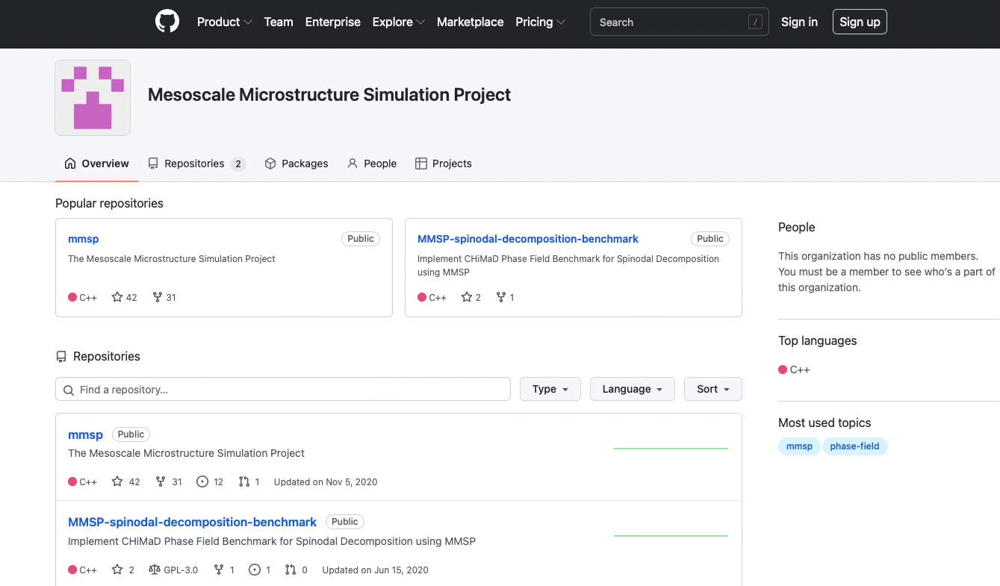 Product Team Enterprise Explore Marketplace Pricing Search / Sign in Sign up
Mesoscale Microstructure Simulation Project
Overview Repositories 2 Packages People Projects
Popular repositories
mmsp Public
The Mesoscale Microstructure Simulation Project
C++ 42 31
MMSP-spinodal-decomposition-benchmark Public
Implement CHiMaD Phase Field Benchmark for Spinodal Decomposition
using MMSP
C++ 2 1
Repositories
Find a repository... Type Language Sort
mmsp Public
The Mesoscale Microstructure Simulation Project
C++ 42 31 12 1 Updated on Nov 5, 2020
MMSP-spinodal-decomposition-benchmark Public
Implement CHiMaD Phase Field Benchmark for Spinodal Decomposition using MMSP
C++ 2 GPL-3.0 1 1 0 Updated on Jun 15, 2020
People
This organization has no public members.
You must be a member to see who's a part of
this organization.
Top languages
C++
Most used topics
mmsp phase-field